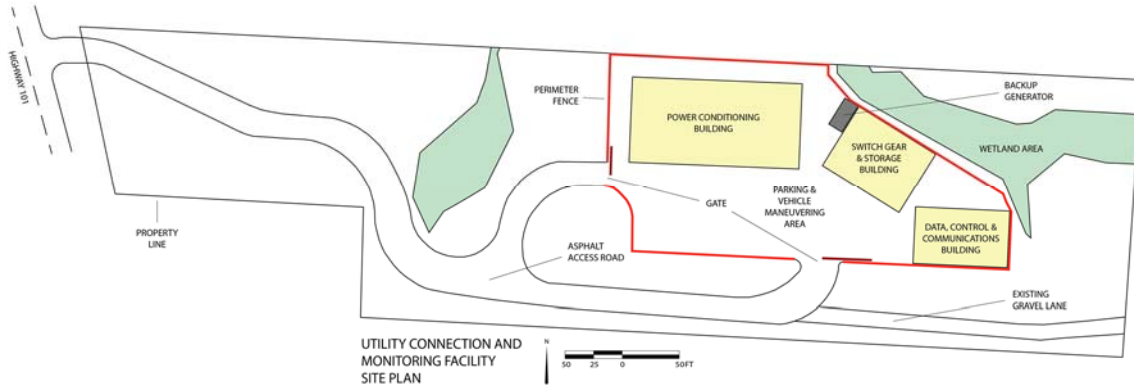 HIGHWAY 101
PERIMETER
FENCE
POWER CONDITIONING
BUILDING
BACKUP
GENERATOR
SWITCH GEAR
& STORAGE
BUILDING
WETLAND AREA
PARKING &
VEHICLE
MANEUVERING
AREA
GATE
PROPERTY
LINE
DATA, CONTROL &
COMMUNICATIONS
BUILDING
ASPHALT
ACCESS ROAD
EXISTING
GRAVEL LANE
UTILITY CONNECTION AND
MONITORING FACILITY
SITE PLAN
N
50 25 0 50 FT